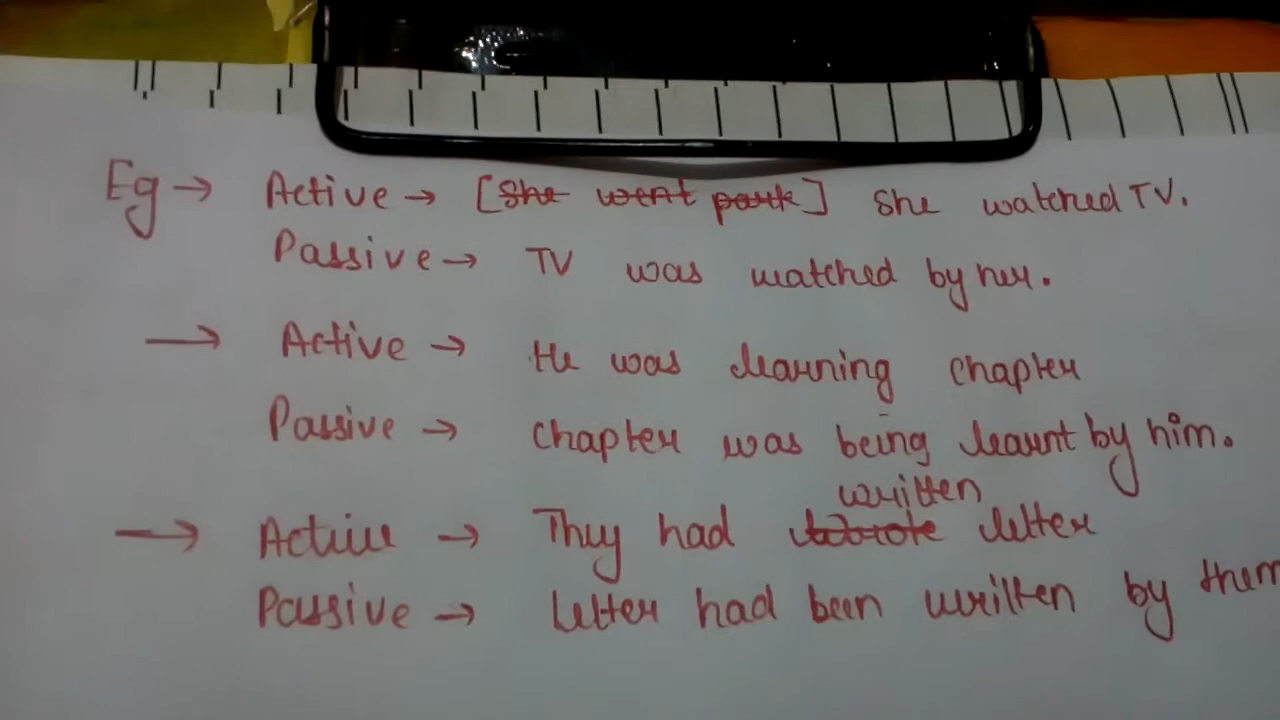 Eg → Active → [She went park] She watched TV.
Passive → TV was watched by her.
→ Active → He was learning chapter
Passive → Chapter was being learnt by him.
written
→ Active → They had wrote letter
Passive → Letter had been written by them